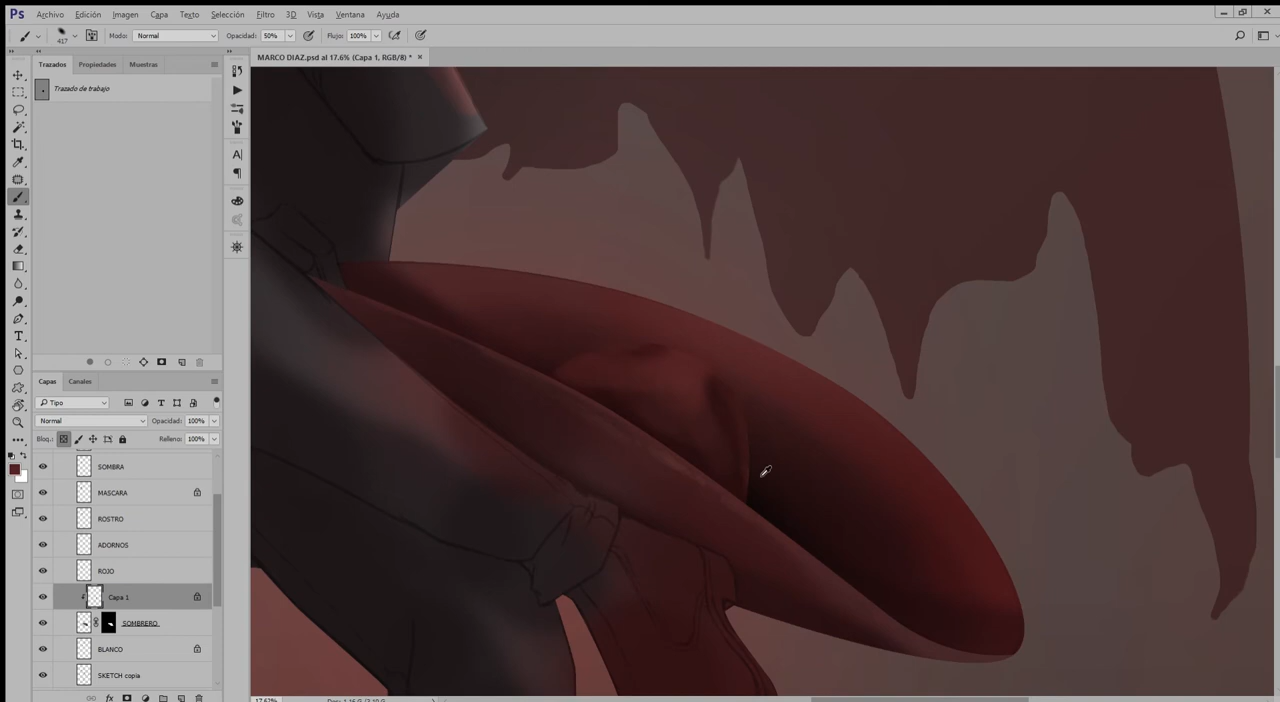 Ps Archivo Edición Imagen Capa Texto Selección Filtro 3D Vista Ventana Ayuda
417 Modo: Normal Opacidad: 50% Flujo: 100%
MARCO DIAZ.psd al 17.6% (Capa 1, RGB/8) * ×
Trazados Propiedades Muestras
Trazado de trabajo
Capas Canales
Tipo
Normal Opacidad: 100%
Bloq.: Relleno: 100%
SOMBRA
MASCARA
ROSTRO
ADORNOS
ROJO
Capa 1
SOMBRERO
BLANCO
SKETCH copia